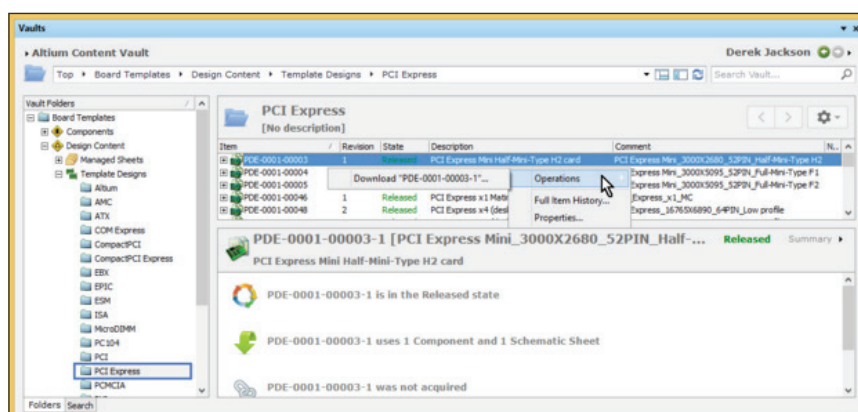 Vaults
Altium Content Vault
Derek Jackson
Top Board Templates Design Content Template Designs PCI Express
Search Vault...
Vault Folders
Board Templates
Components
Design Content
Managed Sheets
Template Designs
Altium
AMC
ATX
COM Express
CompactPCI
CompactPCI Express
EBX
EPIC
ESM
ISA
MicroDIMM
PC104
PCI
PCI Express
PCMCIA
Folders Search
PCI Express
[No description]
Item / Revision State Description Comment N...
PDE-0001-00003 1 Released PCI Express Mini Half-Mini-Type H2 card PCI Express Mini_3000X2680_52PIN_Half-Mini-Type H2
PDE-0001-00004 Express Mini_3000X5095_52PIN_Full-Mini-Type F1
PDE-0001-00005 Express Mini_3000X5095_52PIN_Full-Mini-Type F2
PDE-0001-00046 1 Released PCI Express x1 Express_x1_MC
PDE-0001-00048 2 Released PCI Express x4 Express_16765X6890_64PIN_Low profile
Download "PDE-0001-00003-1"...
Operations
Full Item History...
Properties...
PDE-0001-00003-1 [PCI Express Mini_3000X2680_52PIN_Half-... Released Summary
PCI Express Mini Half-Mini-Type H2 card
PDE-0001-00003-1 is in the Released state
PDE-0001-00003-1 uses 1 Component and 1 Schematic Sheet
PDE-0001-00003-1 was not acquired